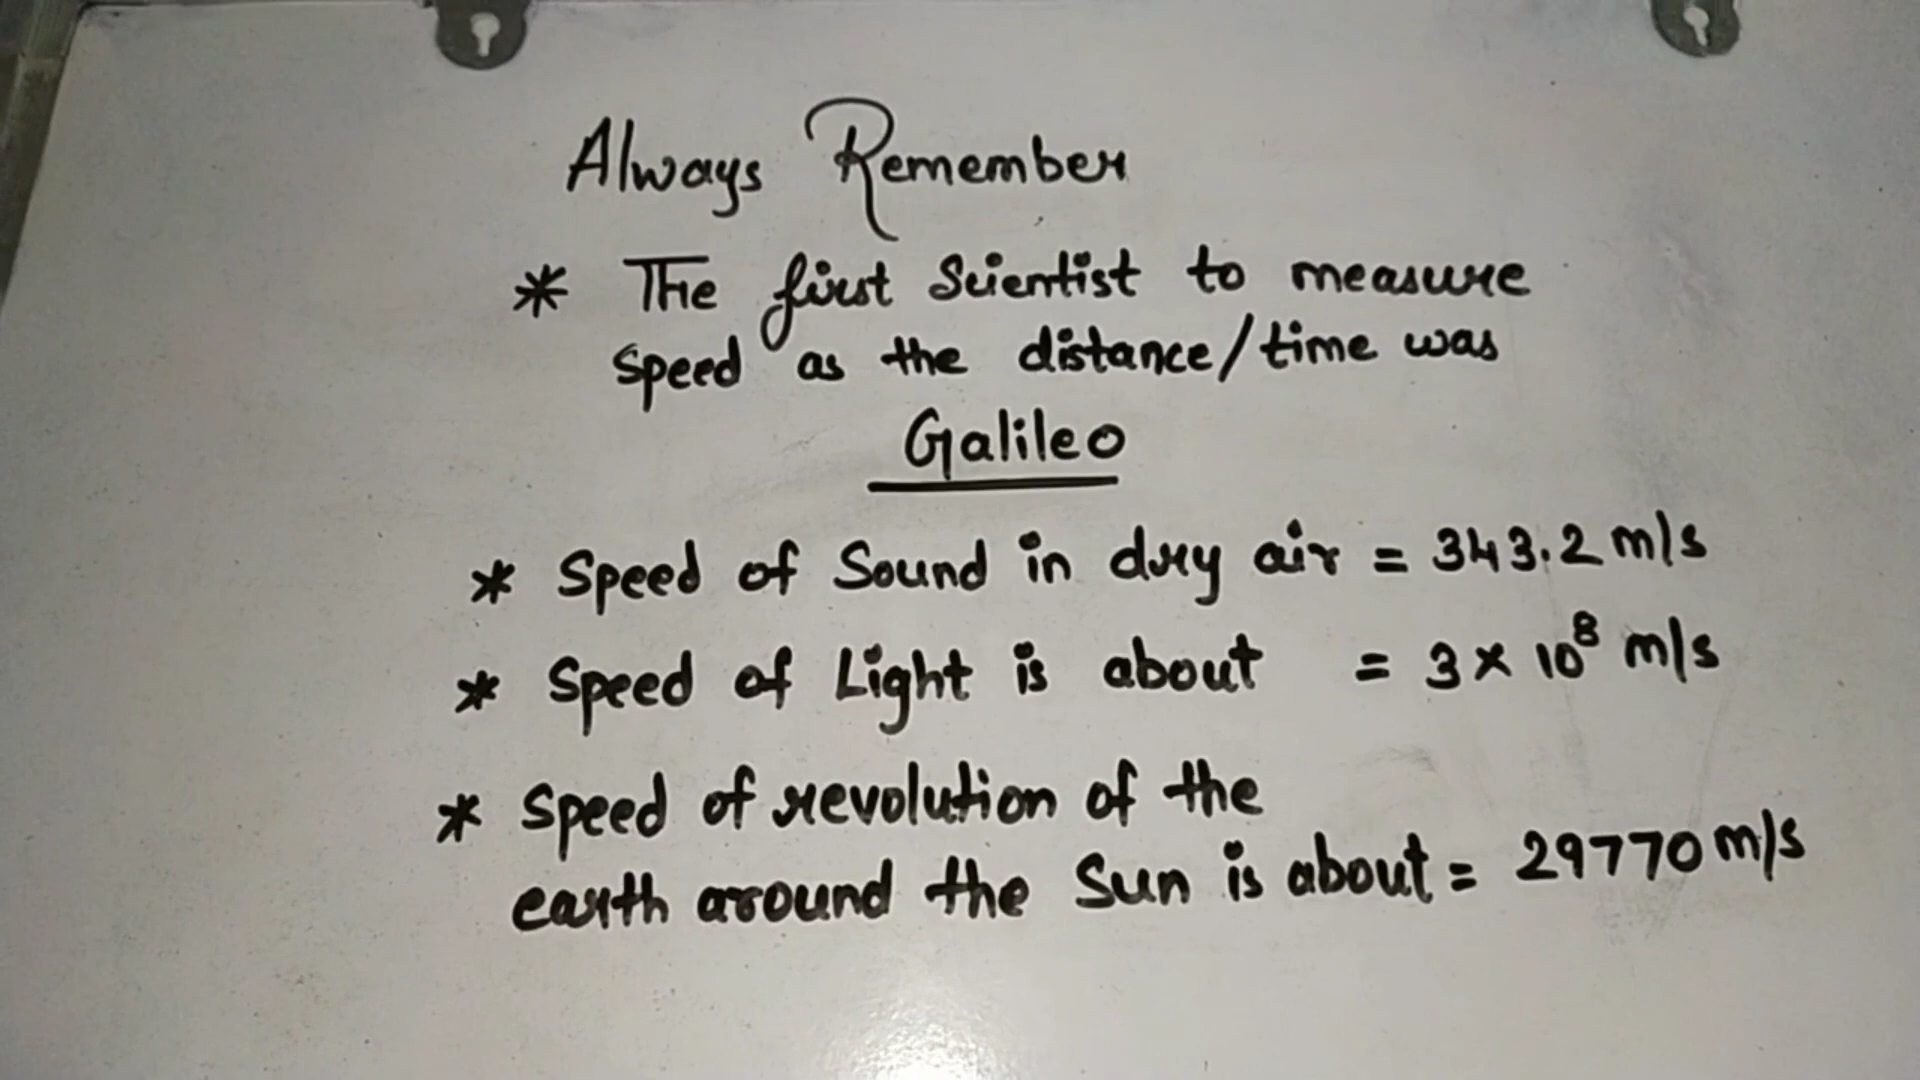 Always Remember
* The first Scientist to measure
speed as the distance/time was
Galileo
* Speed of Sound in dry air = 343.2 m/s
* Speed of Light is about = 3 × 10⁸ m/s
* Speed of revolution of the
earth around the Sun is about = 29770 m/s